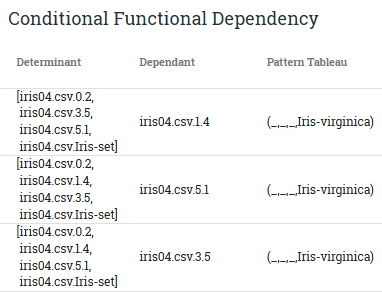 Conditional Functional Dependency
Determinant Dependant Pattern Tableau
[iris04.csv.0.2,
iris04.csv.3.5,
iris04.csv.5.1,
iris04.csv.Iris-set]
iris04.csv.1.4
(_,_,_,Iris-virginica)
[iris04.csv.0.2,
iris04.csv.1.4,
iris04.csv.3.5,
iris04.csv.Iris-set]
iris04.csv.5.1
(_,_,_,Iris-virginica)
[iris04.csv.0.2,
iris04.csv.1.4,
iris04.csv.5.1,
iris04.csv.Iris-set]
iris04.csv.3.5
(_,_,_,Iris-virginica)